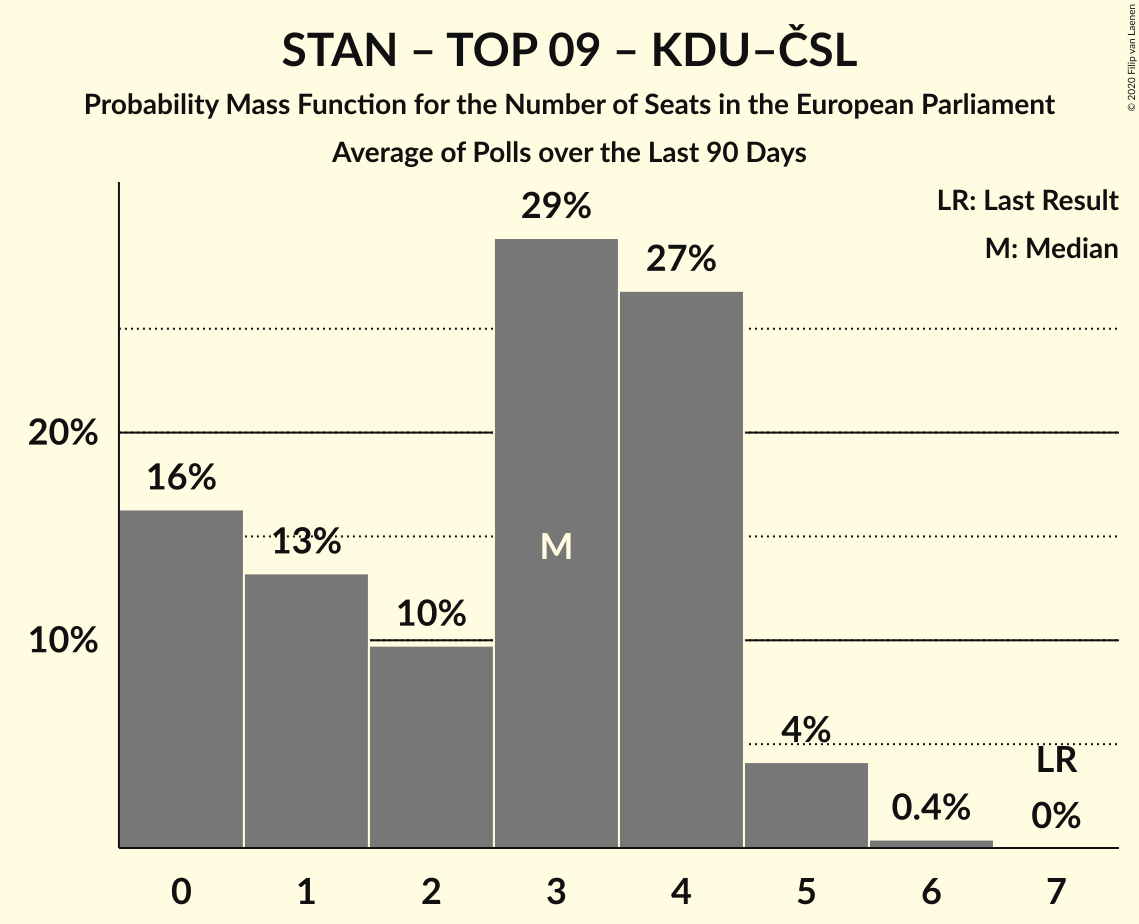 STAN – TOP 09 – KDU–ČSL
Probability Mass Function for the Number of Seats in the European Parliament
Average of Polls over the Last 90 Days
© 2020 Filip van Laenen
LR: Last Result
M: Median
29%
27%
20%
16%
13%
M
10%
10%
4%
LR
0.4%
0%
0 1 2 3 4 5 6 7